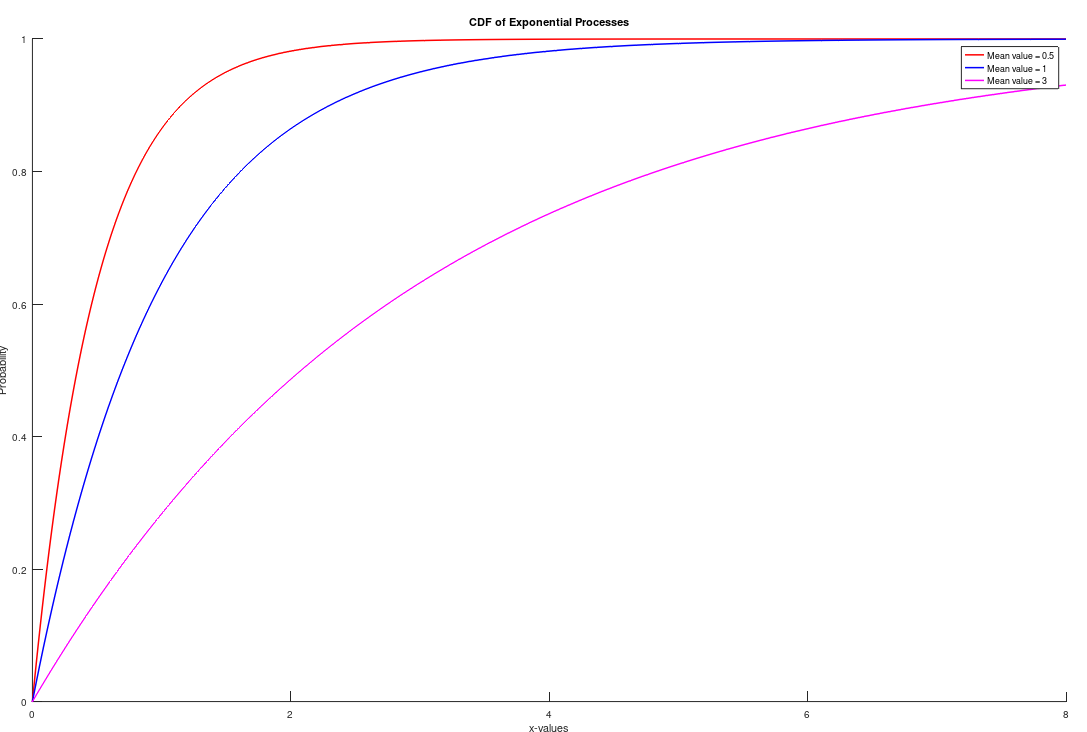 CDF of Exponential Processes
Mean value = 0.5
Mean value = 1
Mean value = 3
1
0.8
0.6
0.4
0.2
0
Probability
0 2 4 6 8
x-values